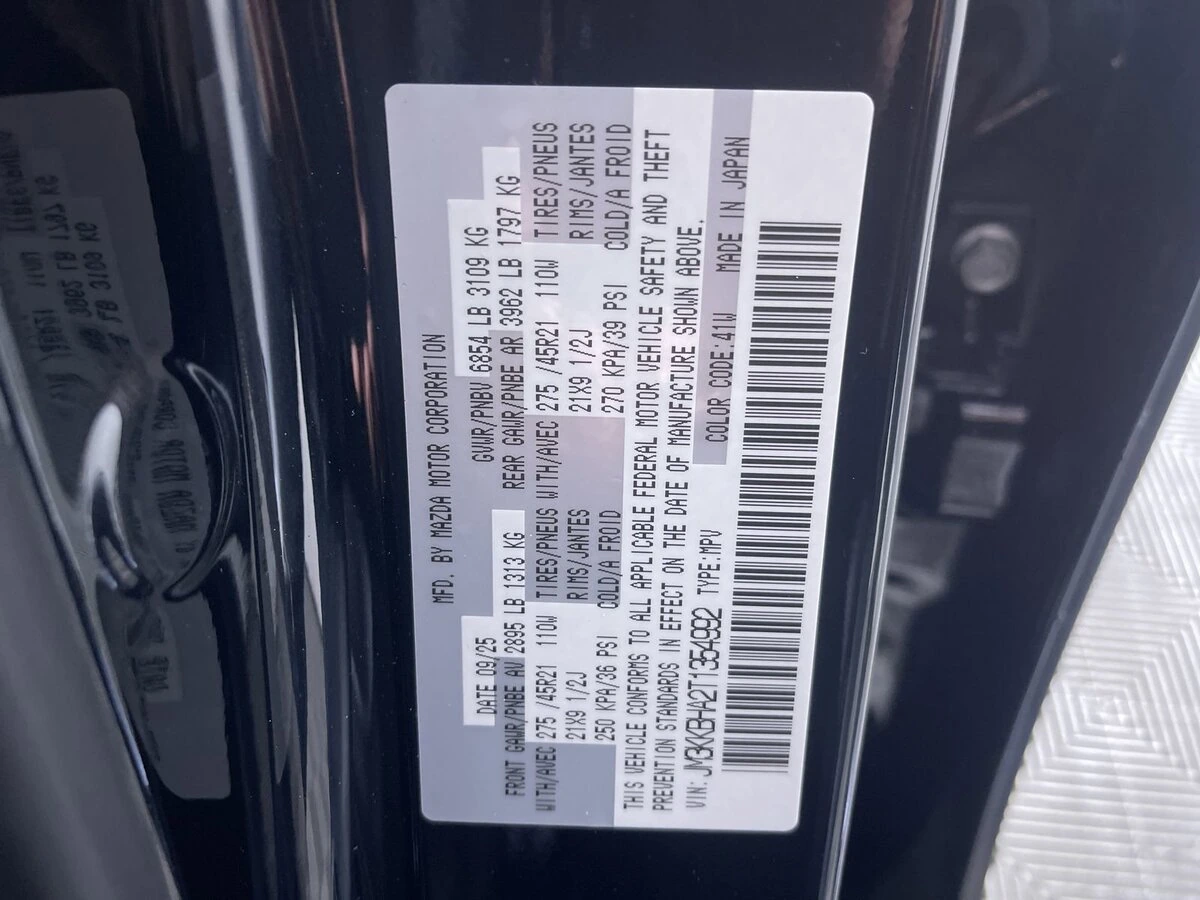 MFD. BY MAZDA MOTOR CORPORATION
DATE 09/25 GVWR/PNBV 6854 LB 3109 KG
FRONT GAWR/PNBE AV 2895 LB 1313 KG REAR GAWR/PNBE AR 3962 LB 1797 KG
WITH/AVEC 275 /45R21 110W TIRES/PNEUS WITH/AVEC 275 /45R21 110W TIRES/PNEUS
21X9 1/2J RIMS/JANTES 21X9 1/2J RIMS/JANTES
250 KPA/36 PSI COLD/A FROID 270 KPA/39 PSI COLD/A FROID
THIS VEHICLE CONFORMS TO ALL APPLICABLE FEDERAL MOTOR VEHICLE SAFETY AND THEFT
PREVENTION STANDARDS IN EFFECT ON THE DATE OF MANUFACTURE SHOWN ABOVE.
VIN: JM3KKBHA2T1354992 TYPE:MPV COLOR CODE:41W MADE IN JAPAN